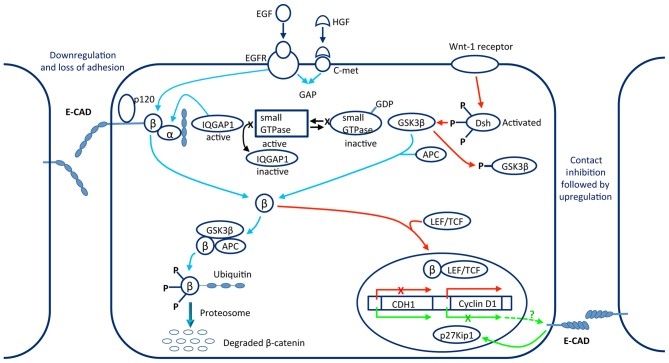 EGF
HGF
Downregulation
and loss of adhesion
EGFR
C-met
GAP
Wnt-1 receptor
E-CAD
p120
β
α
IQGAP1
active
X
small
GTPase
active
X
small
GTPase
inactive
GDP
GSK3β
P
P
P
Dsh
Activated
IQGAP1
inactive
APC
P
GSK3β
Contact
inhibition
followed by
upregulation
β
GSK3β
β
APC
LEF/TCF
P
P
P
β
Ubiquitin
β
LEF/TCF
Proteosome
X
CDH1
Cyclin D1
X
?
p27Kip1
E-CAD
Degraded β-catenin